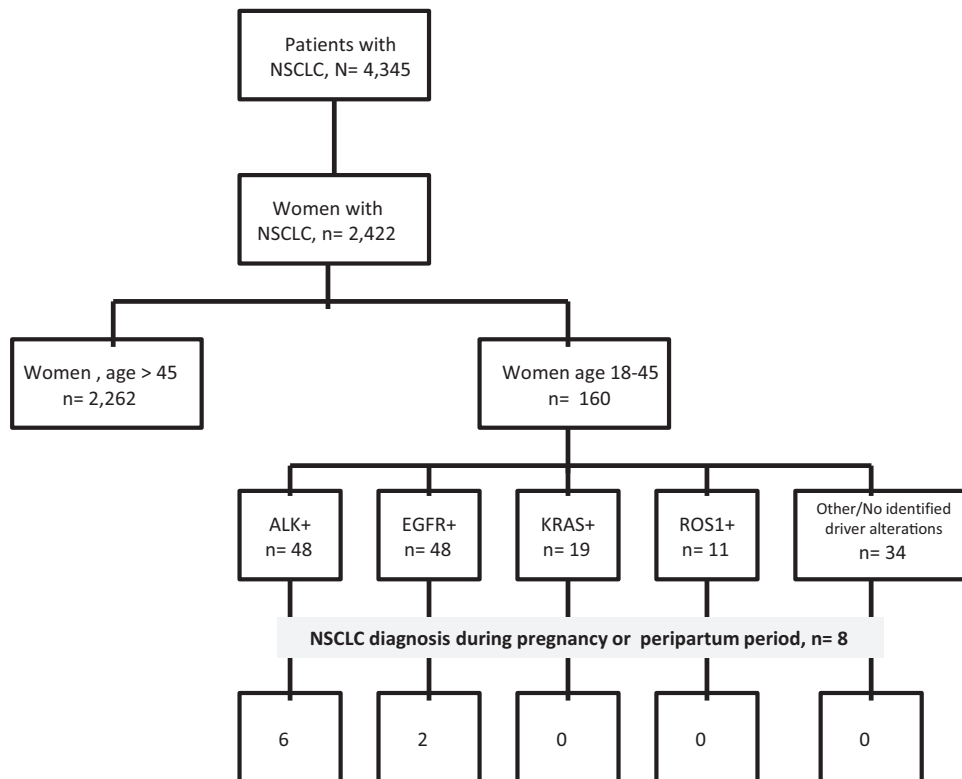 Patients with
NSCLC, N= 4,345
Women with
NSCLC, n= 2,422
Women , age > 45
n= 2,262
Women age 18-45
n= 160
ALK+
n= 48
EGFR+
n= 48
KRAS+
n= 19
ROS1+
n= 11
Other/No identified
driver alterations
n= 34
NSCLC diagnosis during pregnancy or peripartum period, n= 8
6
2
0
0
0